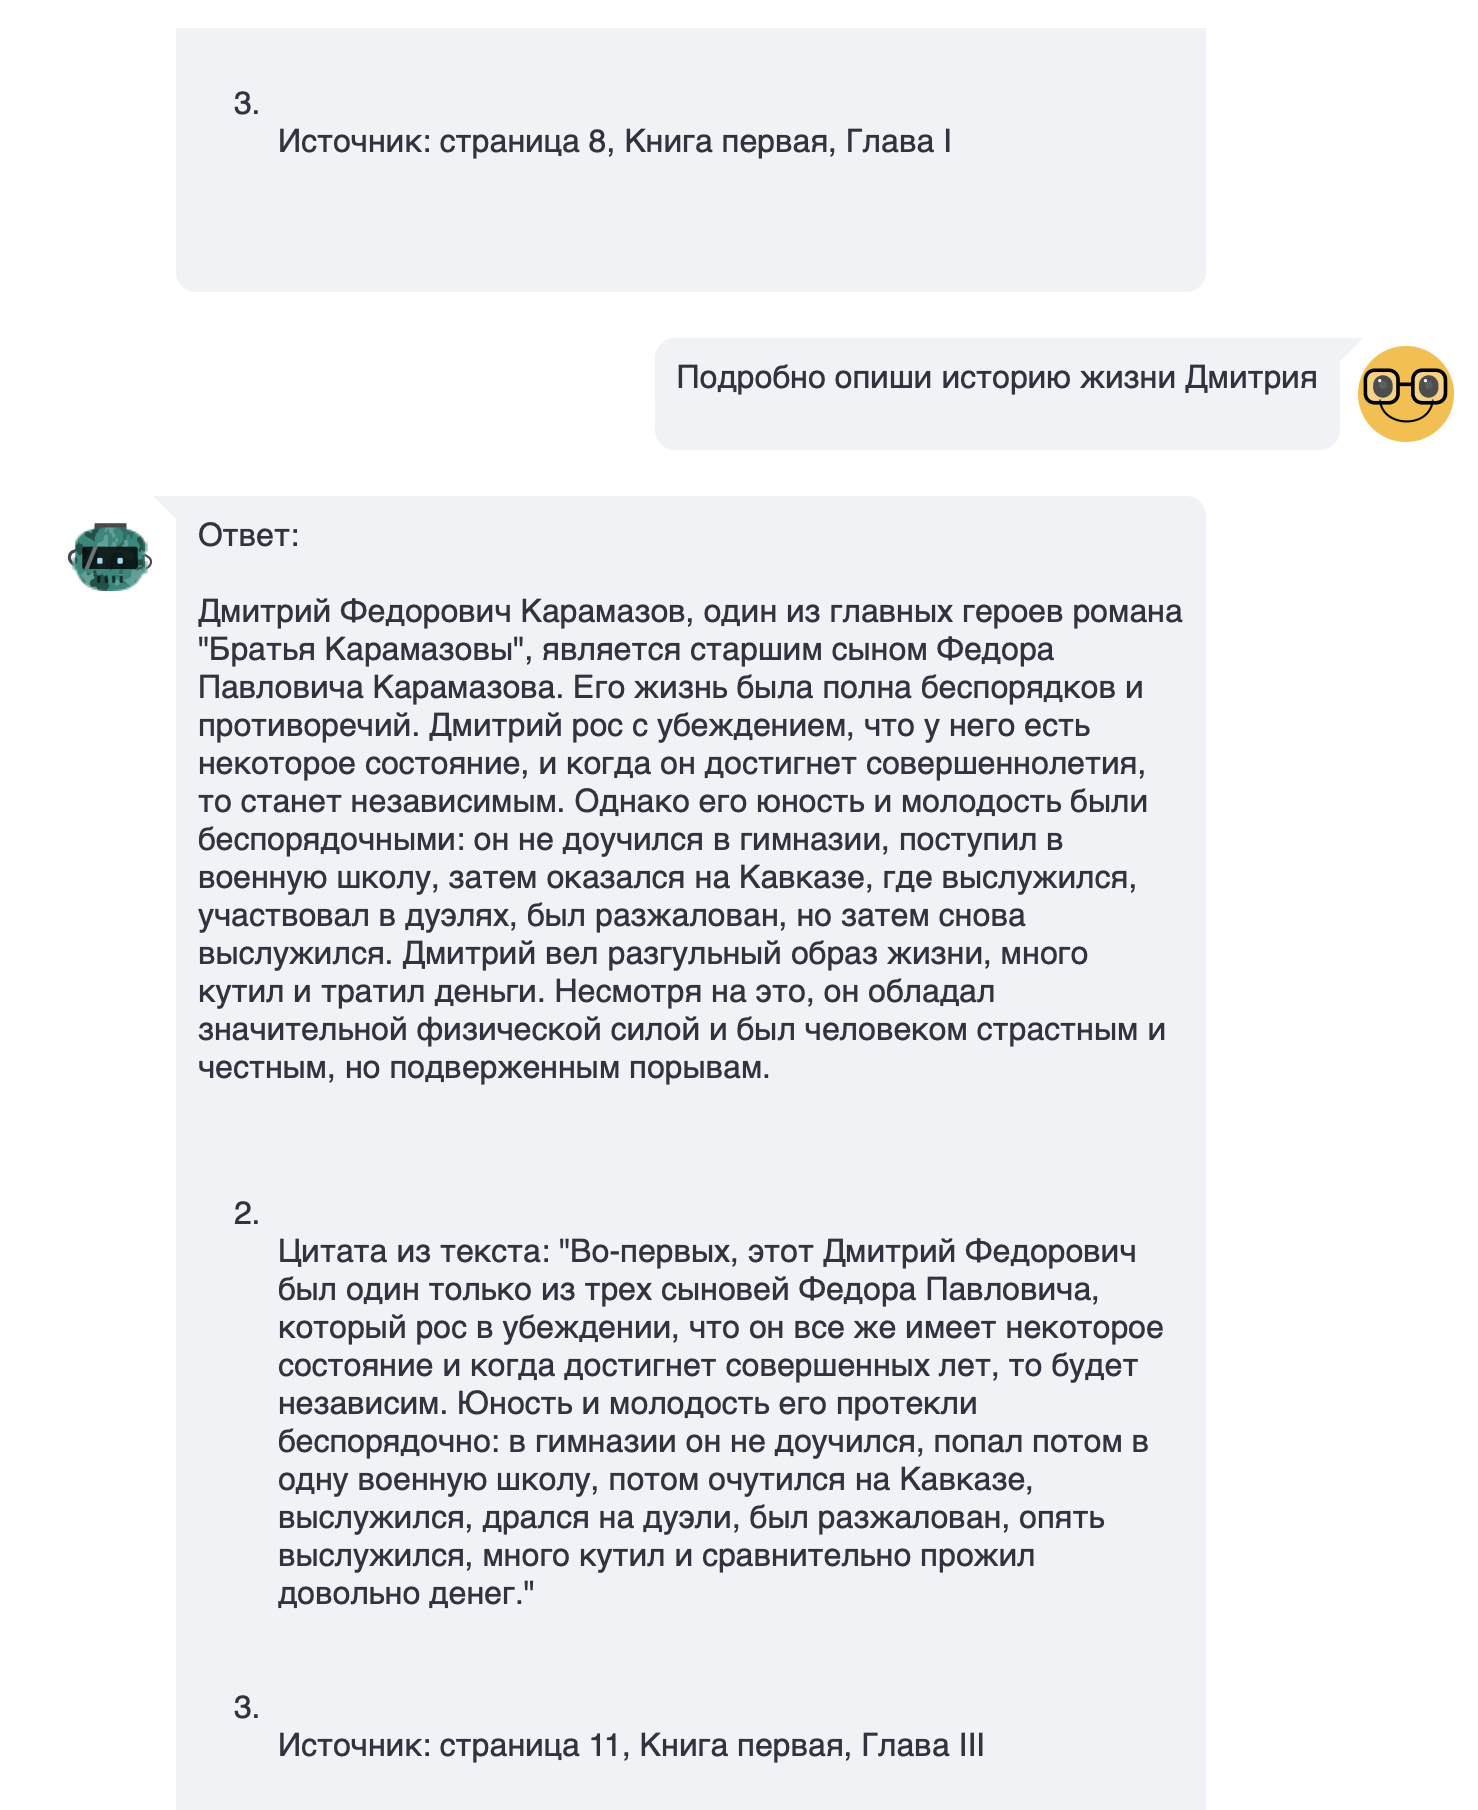 3.
Источник: страница 8, Книга первая, Глава I
Подробно опиши историю жизни Дмитрия
Ответ:
Дмитрий Федорович Карамазов, один из главных героев романа
"Братья Карамазовы", является старшим сыном Федора
Павловича Карамазова. Его жизнь была полна беспорядков и
противоречий. Дмитрий рос с убеждением, что у него есть
некоторое состояние, и когда он достигнет совершеннолетия,
то станет независимым. Однако его юность и молодость были
беспорядочными: он не доучился в гимназии, поступил в
военную школу, затем оказался на Кавказе, где выслужился,
участвовал в дуэлях, был разжалован, но затем снова
выслужился. Дмитрий вел разгульный образ жизни, много
кутил и тратил деньги. Несмотря на это, он обладал
значительной физической силой и был человеком страстным и
честным, но подверженным порывам.
2.
Цитата из текста: "Во-первых, этот Дмитрий Федорович
был один только из трех сыновей Федора Павловича,
который рос в убеждении, что он все же имеет некоторое
состояние и когда достигнет совершенных лет, то будет
независим. Юность и молодость его протекли
беспорядочно: в гимназии он не доучился, попал потом в
одну военную школу, потом очутился на Кавказе,
выслужился, дрался на дуэли, был разжалован, опять
выслужился, много кутил и сравнительно прожил
довольно денег."
3.
Источник: страница 11, Книга первая, Глава III